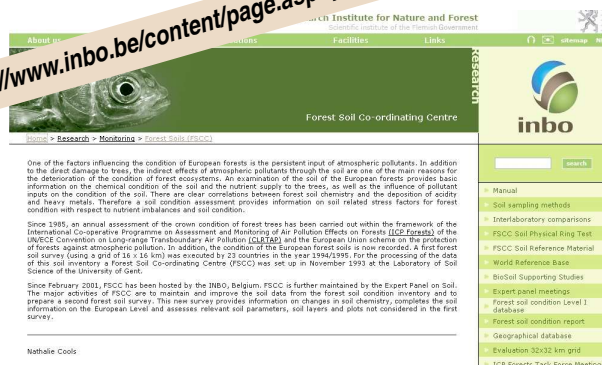 //www.inbo.be/content/page.asp
rch Institute for Nature and Forest
Scientific institute of the Flemish Government
About us
Facilities
Links
sitemap
Research
Forest Soil Co-ordinating Centre
inbo
Home > Research > Monitoring > Forest Soils (FSCC)
search
One of the factors influencing the condition of European forests is the persistent input of atmospheric pollutants. In addition
to the direct damage to trees, the indirect effects of atmospheric pollutants through the soil are one of the main reasons for
the deterioration of the condition of forest ecosystems. An examination of the soil of the European forests provides basic
information on the chemical condition of the soil and the nutrient supply to the trees, as well as the influence of pollutant
inputs on the condition of the soil. There are clear correlations between forest soil chemistry and the deposition of acidity
and heavy metals. Therefore a soil condition assessment provides information on soil related stress factors for forest
condition with respect to nutrient imbalances and soil condition.
Since 1985, an annual assessment of the crown condition of forest trees has been carried out within the framework of the
International Co-operative Programme on Assessment and Monitoring of Air Pollution Effects on Forests (ICP Forests) of the
UN/ECE Convention on Long-range Transboundary Air Pollution (CLRTAP) and the European Union scheme on the protection
of forests against atmospheric pollution. In addition, the condition of the European forest soils is now recorded. A first forest
soil survey (using a grid of 16 x 16 km) was executed by 23 countries in the year 1994/1995. For the processing of the data
of this soil inventory a Forest Soil Co-ordinating Centre (FSCC) was set up in November 1993 at the Laboratory of Soil
Science of the University of Gent.
Since February 2001, FSCC has been hosted by the INBO, Belgium. FSCC is further maintained by the Expert Panel on Soil.
The major activities of FSCC are to maintain and improve the soil data from the forest soil condition inventory and to
prepare a second forest soil survey. This new survey provides information on changes in soil chemistry, completes the soil
information on the European Level and assesses relevant soil parameters, soil layers and plots not considered in the first
survey.
Nathalie Cools
Manual
Soil sampling methods
Interlaboratory comparisons
FSCC Soil Physical Ring Test
FSCC Soil Reference Material
World Reference Base
BioSoil Supporting Studies
Expert panel meetings
Forest soil condition Level 1
database
Forest soil condition report
Geographical database
Evaluation 32x32 km grid
ICP Forests Task Force Meeting